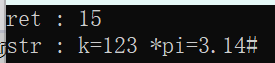 ret : 15
str : k=123 *pi=3.14#